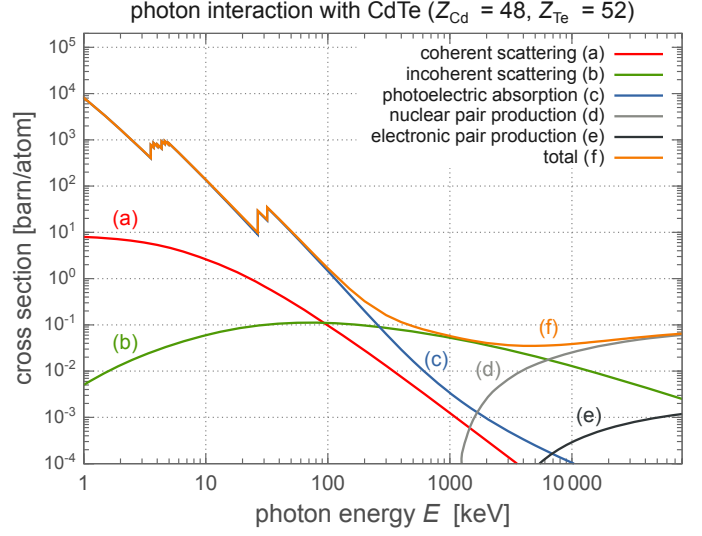 photon interaction with CdTe (Z_Cd = 48, Z_Te = 52)
coherent scattering (a)
incoherent scattering (b)
photoelectric absorption (c)
nuclear pair production (d)
electronic pair production (e)
total (f)
cross section [barn/atom]
10^5
10^4
10^3
10^2
10^1
10^0
10^-1
10^-2
10^-3
10^-4
(a)
(b)
(c)
(d)
(e)
(f)
1
10
100
1000
10 000
photon energy E [keV]